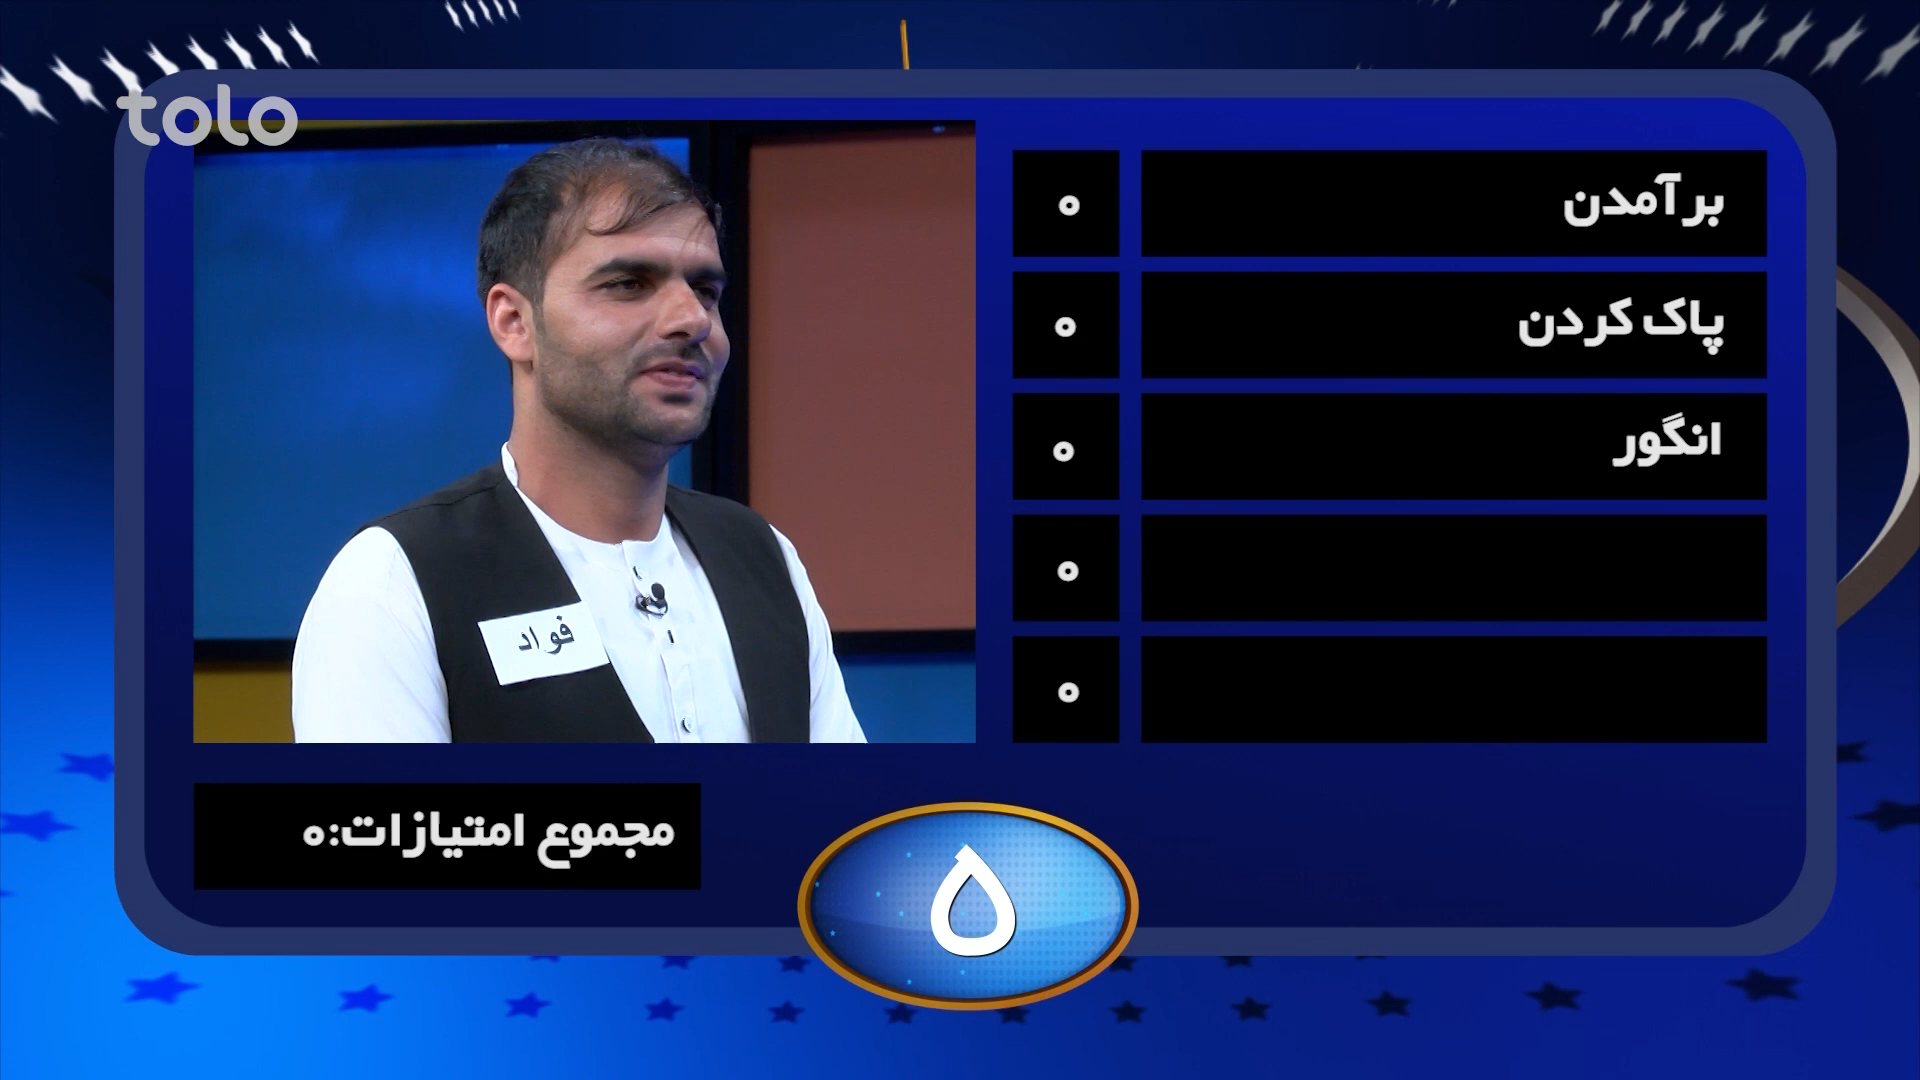 tolo
برآمدن
۰
پاک کردن
۰
انگور
۰
۰
۰
فواد
مجموع امتیازات:۰
۵